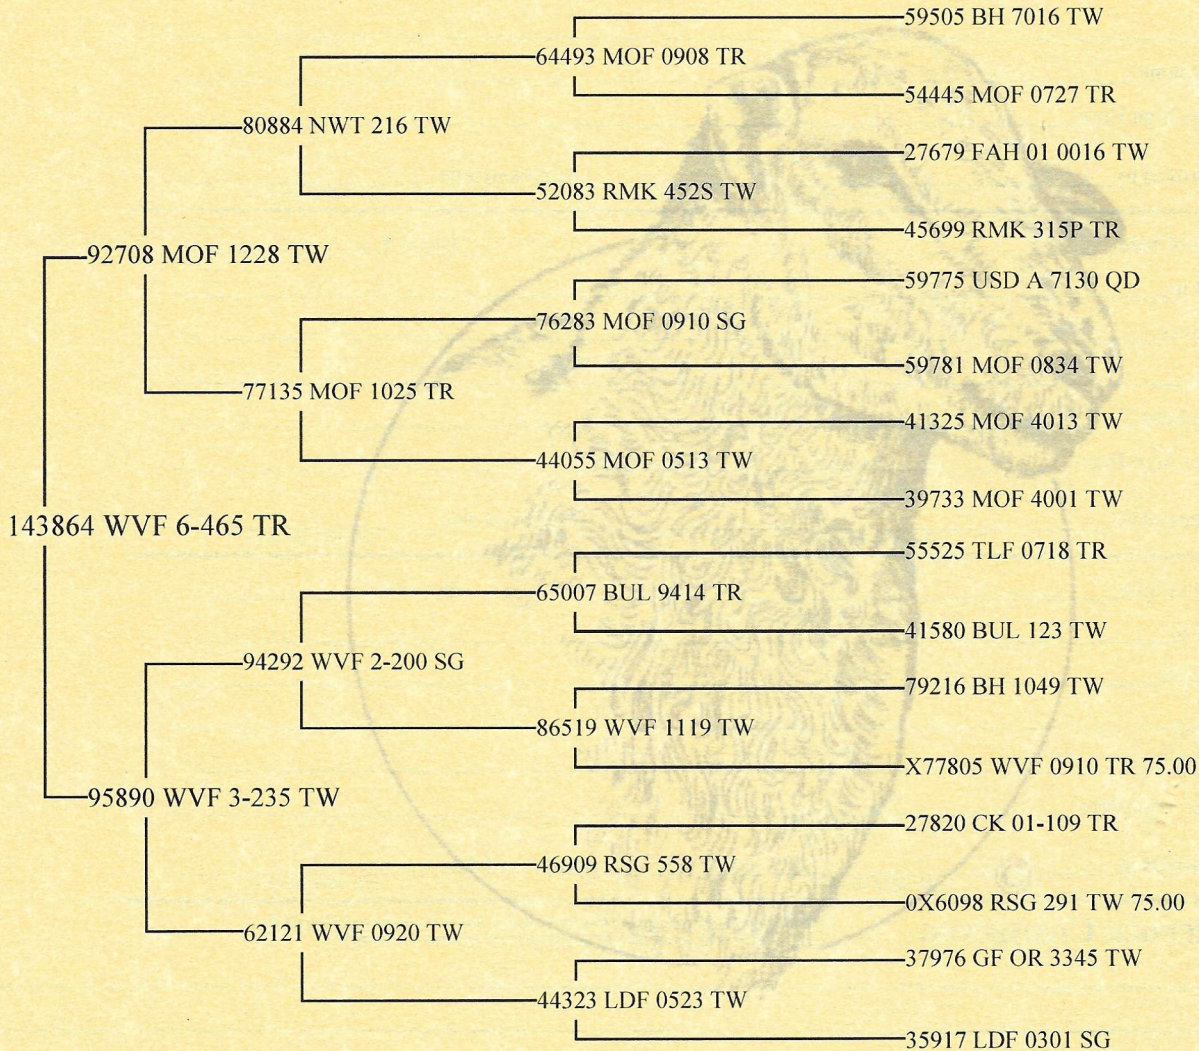 59505 BH 7016 TW
64493 MOF 0908 TR
54445 MOF 0727 TR
80884 NWT 216 TW
27679 FAH 01 0016 TW
52083 RMK 452S TW
45699 RMK 315P TR
92708 MOF 1228 TW
59775 USD A 7130 QD
76283 MOF 0910 SG
59781 MOF 0834 TW
77135 MOF 1025 TR
41325 MOF 4013 TW
44055 MOF 0513 TW
39733 MOF 4001 TW
143864 WVF 6-465 TR
55525 TLF 0718 TR
65007 BUL 9414 TR
41580 BUL 123 TW
94292 WVF 2-200 SG
79216 BH 1049 TW
86519 WVF 1119 TW
X77805 WVF 0910 TR 75.00
95890 WVF 3-235 TW
27820 CK 01-109 TR
46909 RSG 558 TW
0X6098 RSG 291 TW 75.00
62121 WVF 0920 TW
37976 GF OR 3345 TW
44323 LDF 0523 TW
35917 LDF 0301 SG